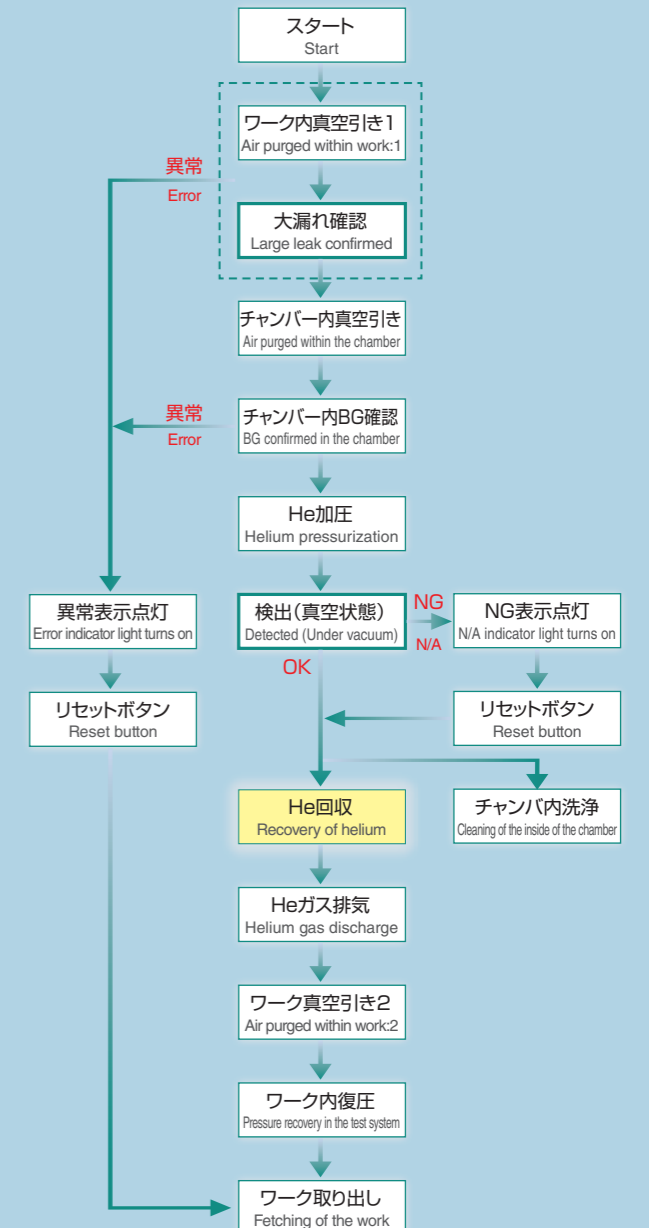 スタート
Start
ワーク内真空引き1
Air purged within work:1
異常
Error
大漏れ確認
Large leak confirmed
チャンバー内真空引き
Air purged within the chamber
異常
Error
チャンバー内BG確認
BG confirmed in the chamber
He加圧
Helium pressurization
異常表示点灯
Error indicator light turns on
検出(真空状態)
Detected (Under vacuum)
NG
N/A
NG表示点灯
N/A indicator light turns on
OK
リセットボタン
Reset button
リセットボタン
Reset button
He回収
Recovery of helium
チャンバ内洗浄
Cleaning of the inside of the chamber
Heガス排気
Helium gas discharge
ワーク真空引き2
Air purged within work:2
ワーク内復圧
Pressure recovery in the test system
ワーク取り出し
Fetching of the work